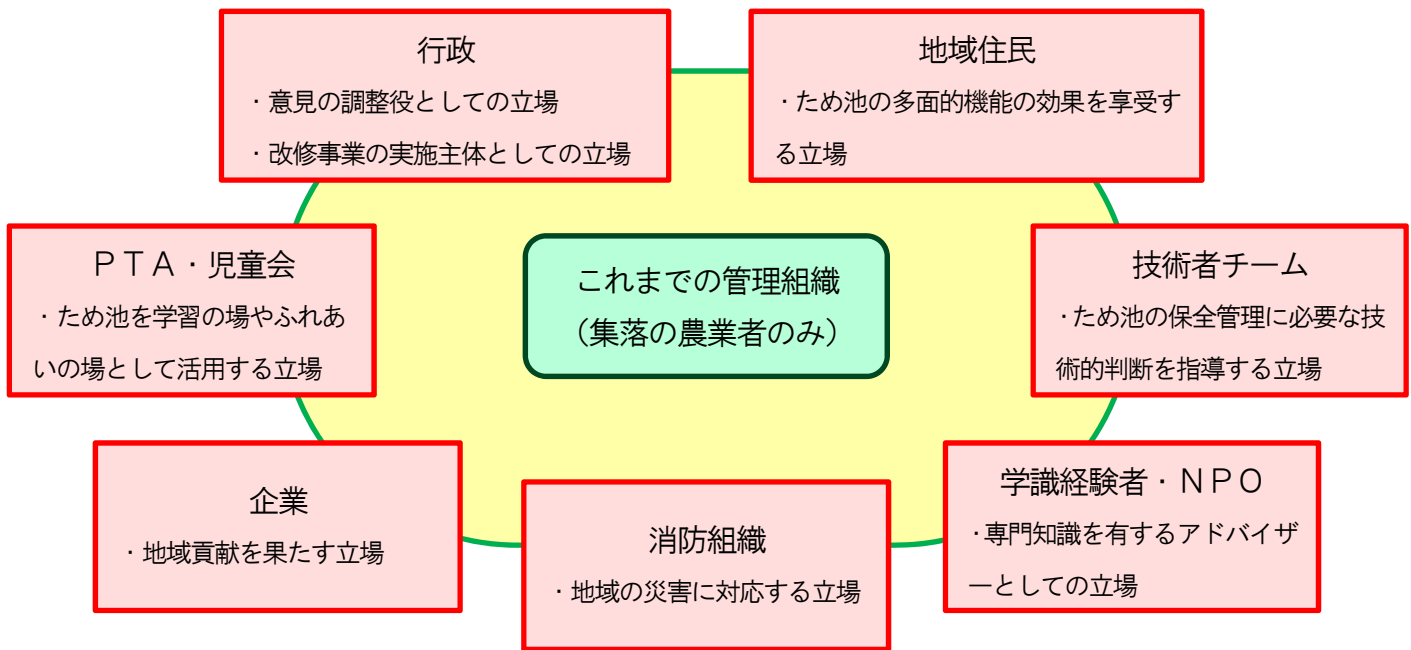 行政
・意見の調整役としての立場
・改修事業の実施主体としての立場
地域住民
・ため池の多面的機能の効果を享受す
る立場
ＰＴＡ・児童会
・ため池を学習の場やふれあ
いの場として活用する立場
これまでの管理組織
（集落の農業者のみ）
技術者チーム
・ため池の保全管理に必要な技
術的判断を指導する立場
企業
・地域貢献を果たす立場
消防組織
・地域の災害に対応する立場
学識経験者・ＮＰＯ
・専門知識を有するアドバイザ
ーとしての立場